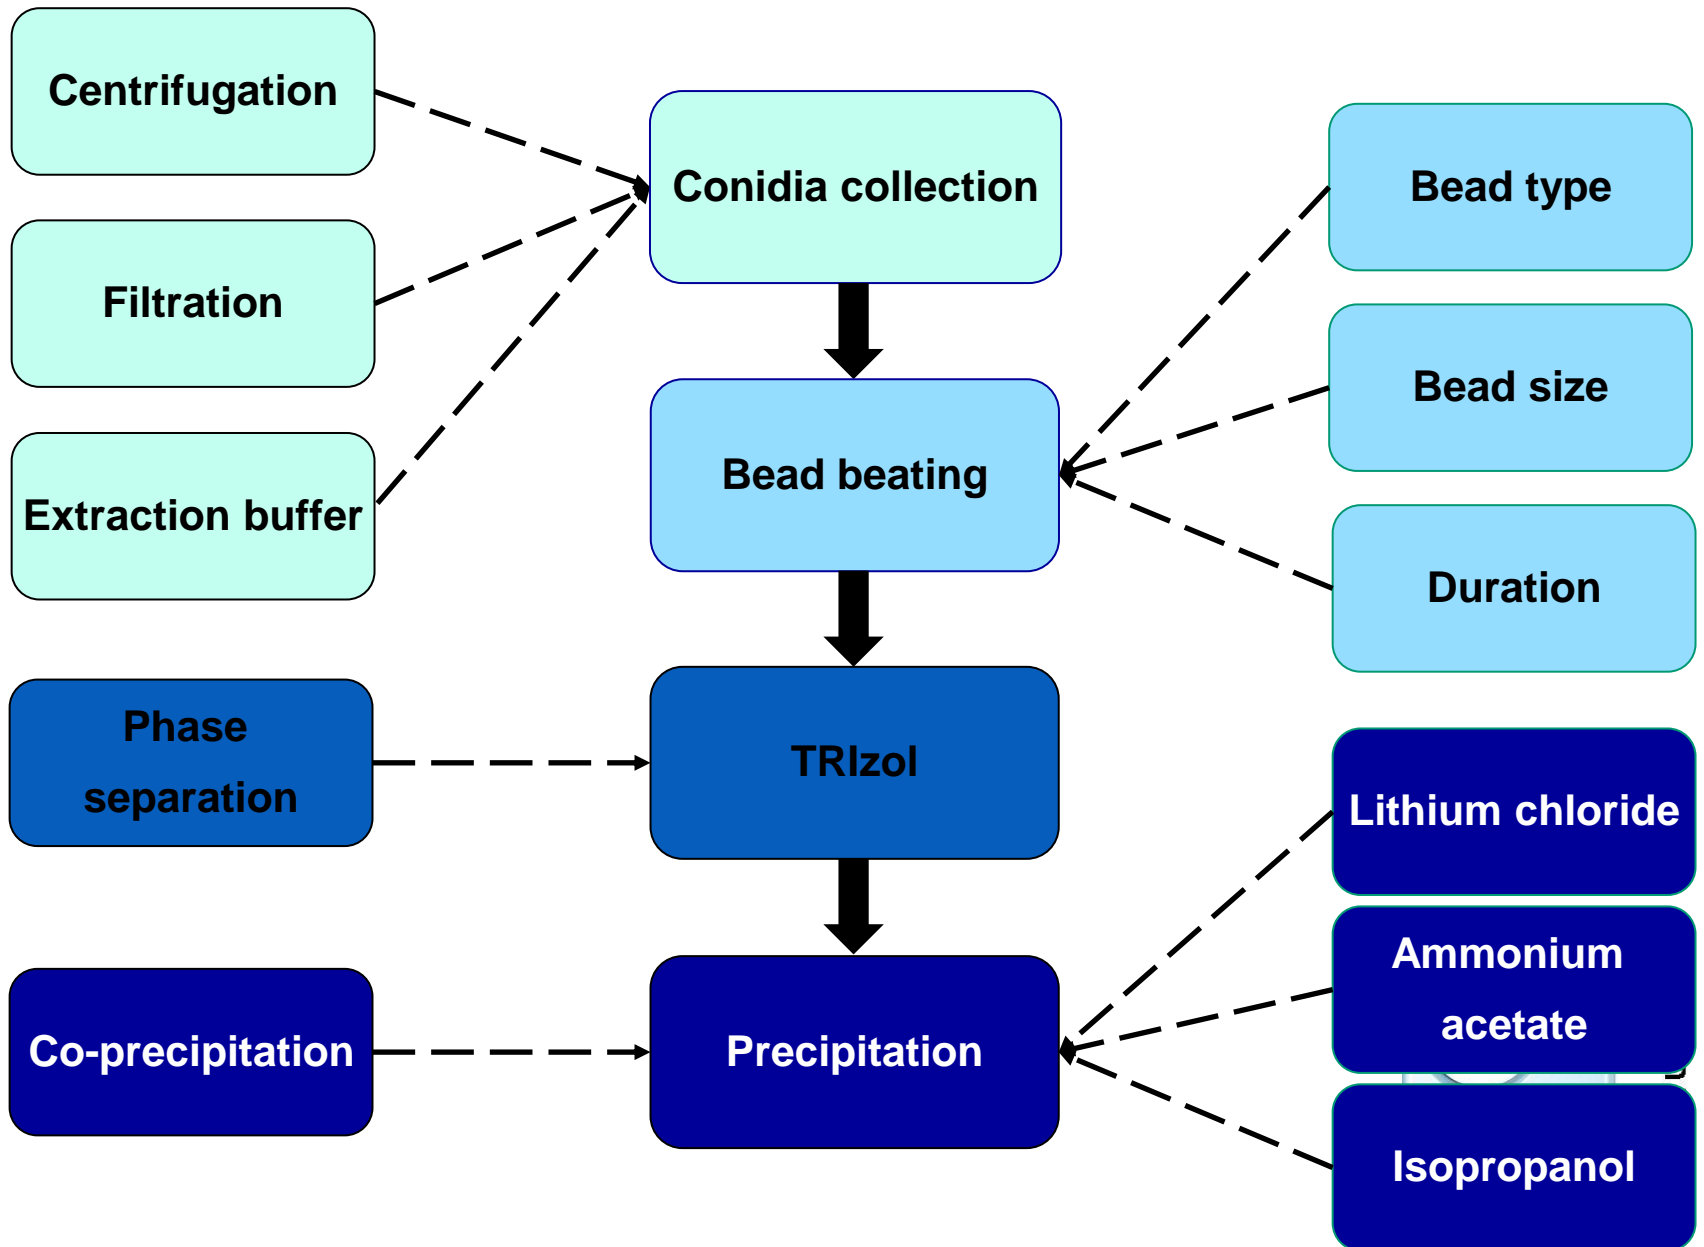 Centrifugation
Conidia collection
Bead type
Filtration
Bead size
Extraction buffer
Bead beating
Duration
Phase
separation
TRIzol
Lithium chloride
Co-precipitation
Precipitation
Ammonium
acetate
Isopropanol